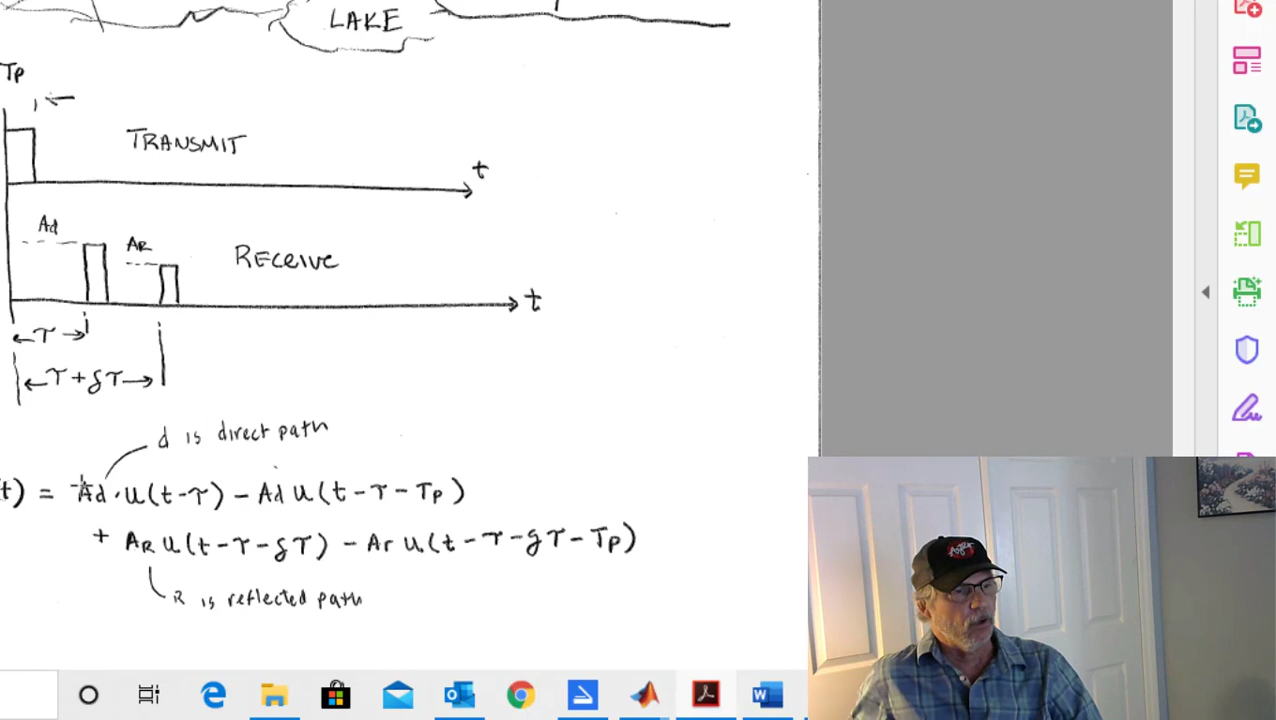 LAKE
Tp
TRANSMIT
t
Ad
AR
RECEIVE
t
τ
τ+δτ
d is direct path
t) = Ad·u(t-τ) - Ad u(t-τ-Tp)
+ AR u(t-τ-δτ) - Ar u(t-τ-δτ-Tp)
R is reflected path